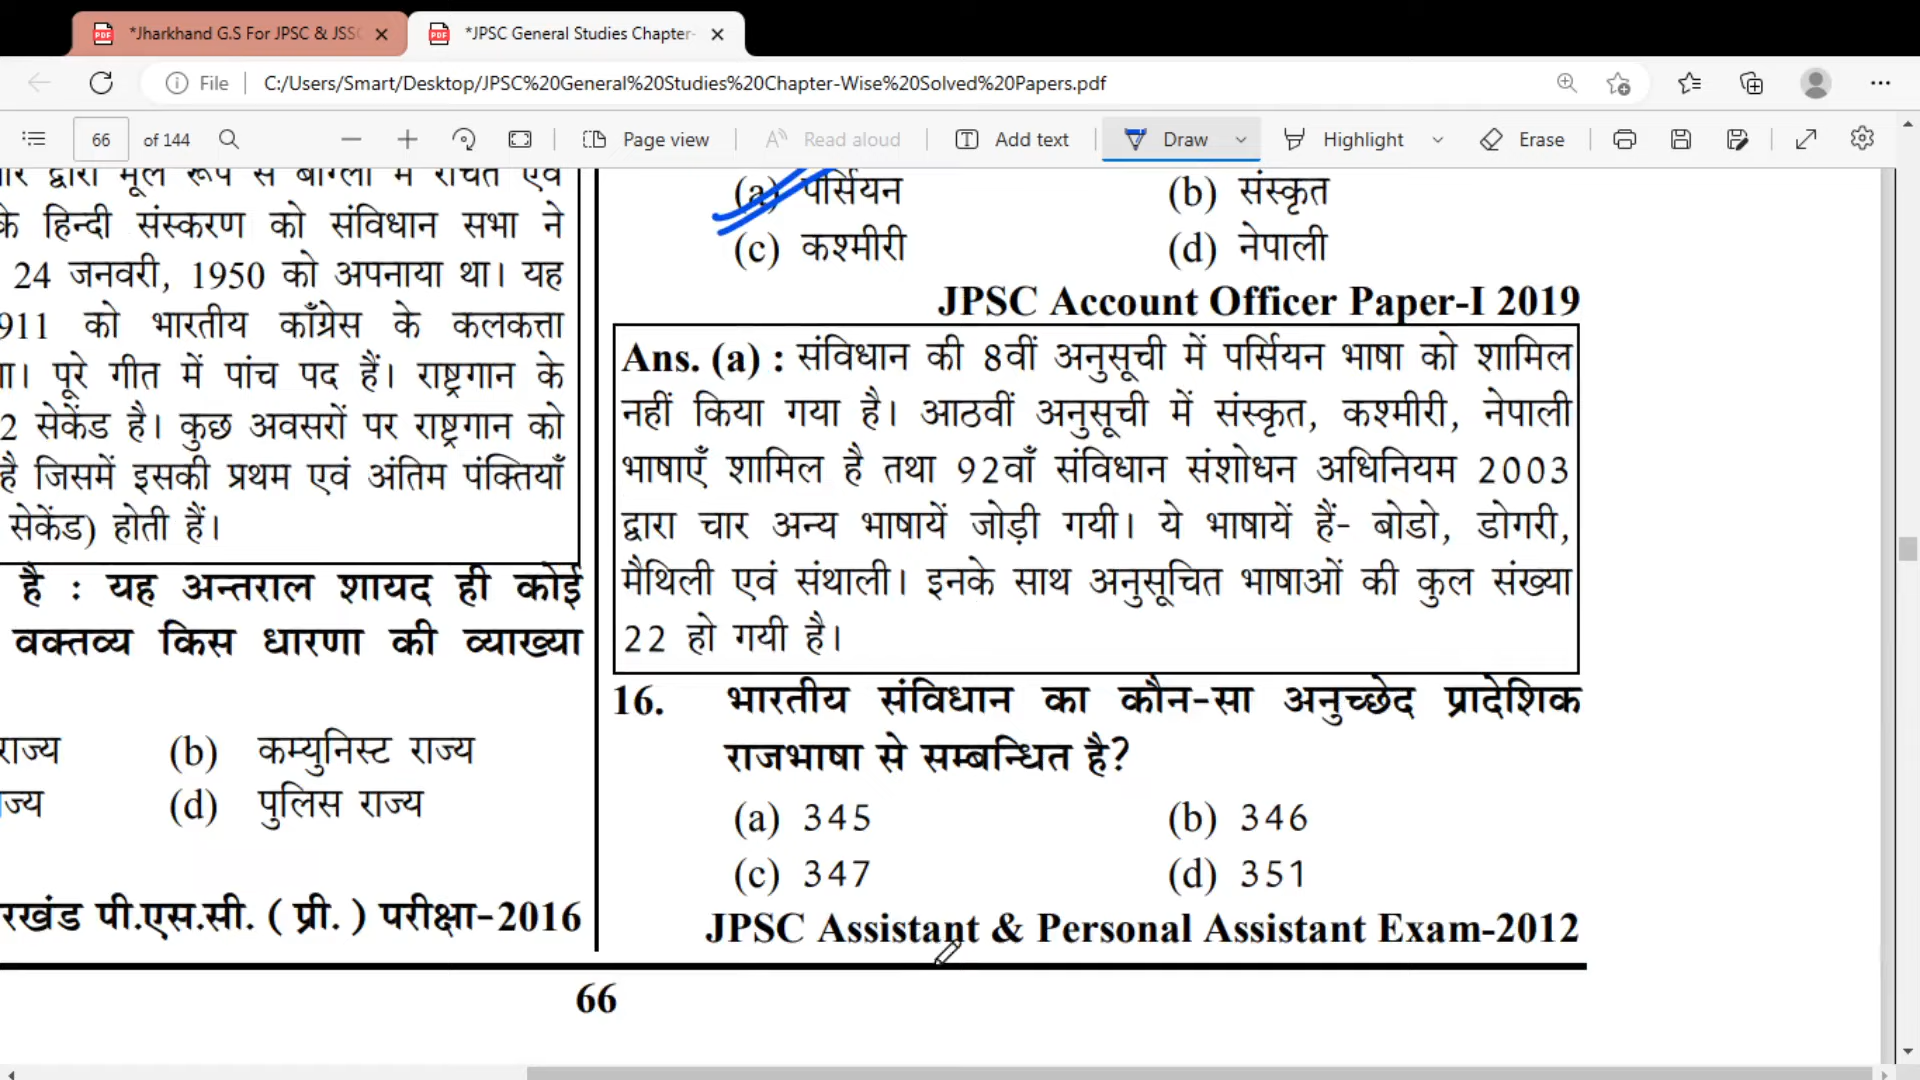 *Jharkhand G.S For JPSC & JSSC
*JPSC General Studies Chapter-
File
C:/Users/Smart/Desktop/JPSC%20General%20Studies%20Chapter-Wise%20Solved%20Papers.pdf
66 of 144
Page view
Read aloud
Add text
Draw
Highlight
Erase
ार द्वारा मूल रूप से बांग्ला में रचित एवं
के हिन्दी संस्करण को संविधान सभा ने
24 जनवरी, 1950 को अपनाया था। यह
911 को भारतीय काँग्रेस के कलकत्ता
ा। पूरे गीत में पांच पद हैं। राष्ट्रगान के
2 सेकेंड है। कुछ अवसरों पर राष्ट्रगान को
है जिसमें इसकी प्रथम एवं अंतिम पंक्तियाँ
सेकेंड) होती हैं।
है : यह अन्तराल शायद ही कोई
वक्तव्य किस धारणा की व्याख्या
राज्य (b) कम्युनिस्ट राज्य
ज्य (d) पुलिस राज्य
रखंड पी.एस.सी. ( प्री. ) परीक्षा-2016
(a) पर्सियन (b) संस्कृत
(c) कश्मीरी (d) नेपाली
JPSC Account Officer Paper-I 2019
Ans. (a) : संविधान की 8वीं अनुसूची में पर्सियन भाषा को शामिल
नहीं किया गया है। आठवीं अनुसूची में संस्कृत, कश्मीरी, नेपाली
भाषाएँ शामिल है तथा 92वाँ संविधान संशोधन अधिनियम 2003
द्वारा चार अन्य भाषायें जोड़ी गयी। ये भाषायें हैं- बोडो, डोगरी,
मैथिली एवं संथाली। इनके साथ अनुसूचित भाषाओं की कुल संख्या
22 हो गयी है।
16. भारतीय संविधान का कौन-सा अनुच्छेद प्रादेशिक
राजभाषा से सम्बन्धित है?
(a) 345 (b) 346
(c) 347 (d) 351
JPSC Assistant & Personal Assistant Exam-2012
66